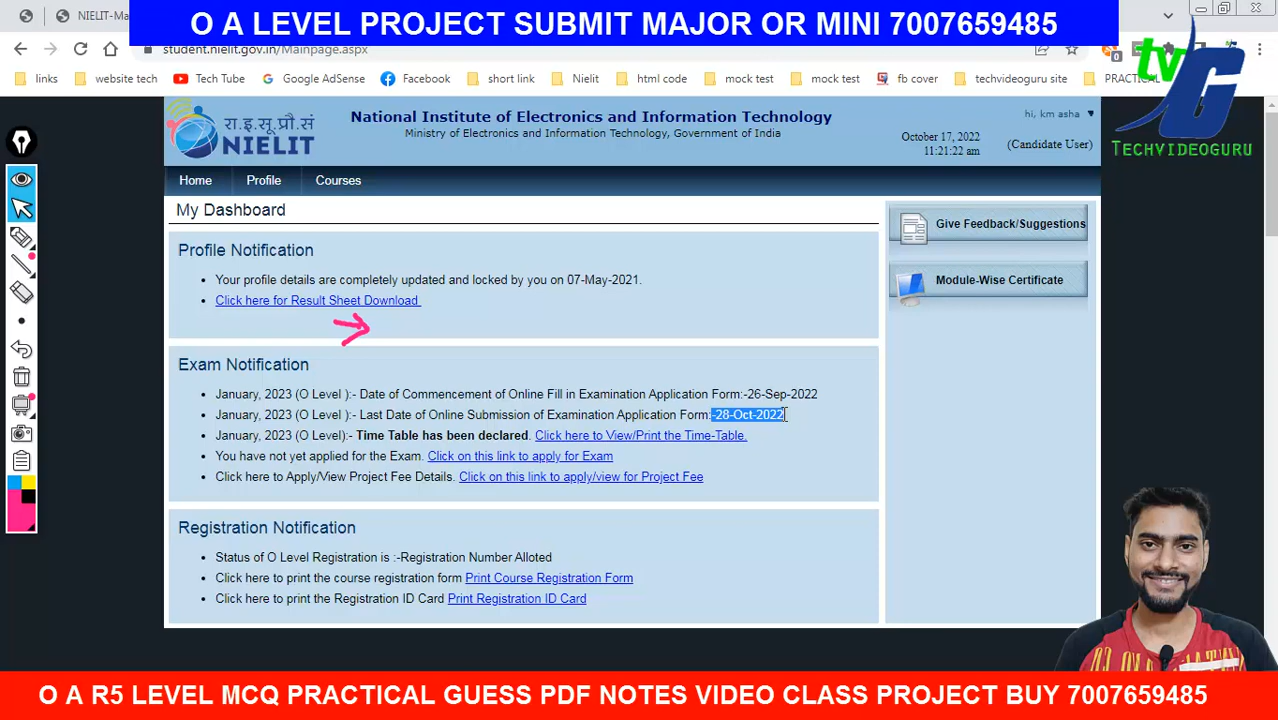 O A LEVEL PROJECT SUBMIT MAJOR OR MINI 7007659485
NIELIT-Ma
student.nielit.gov.in/Mainpage.aspx
0
links
website tech
Tech Tube
Google AdSense
Facebook
short link
Nielit
html code
mock test
mock test
fb cover
techvideoguru site
PRACTICAL
tv
G
TECHVIDEOGURU
रा.इ.सू.प्रौ.सं
NIELIT
National Institute of Electronics and Information Technology
Ministry of Electronics and Information Technology, Government of India
October 17, 2022
11:21:22 am
hi, km asha
(Candidate User)
Home
Profile
Courses
My Dashboard
Profile Notification
Your profile details are completely updated and locked by you on 07-May-2021.
Click here for Result Sheet Download.
Give Feedback/Suggestions
Module-Wise Certificate
Exam Notification
January, 2023 (O Level ):- Date of Commencement of Online Fill in Examination Application Form:-26-Sep-2022
January, 2023 (O Level ):- Last Date of Online Submission of Examination Application Form:-28-Oct-2022
January, 2023 (O Level):- Time Table has been declared. Click here to View/Print the Time-Table.
You have not yet applied for the Exam. Click on this link to apply for Exam
Click here to Apply/View Project Fee Details. Click on this link to apply/view for Project Fee
Registration Notification
Status of O Level Registration is :-Registration Number Alloted
Click here to print the course registration form Print Course Registration Form
Click here to print the Registration ID Card Print Registration ID Card
O A R5 LEVEL MCQ PRACTICAL GUESS PDF NOTES VIDEO CLASS PROJECT BUY 7007659485